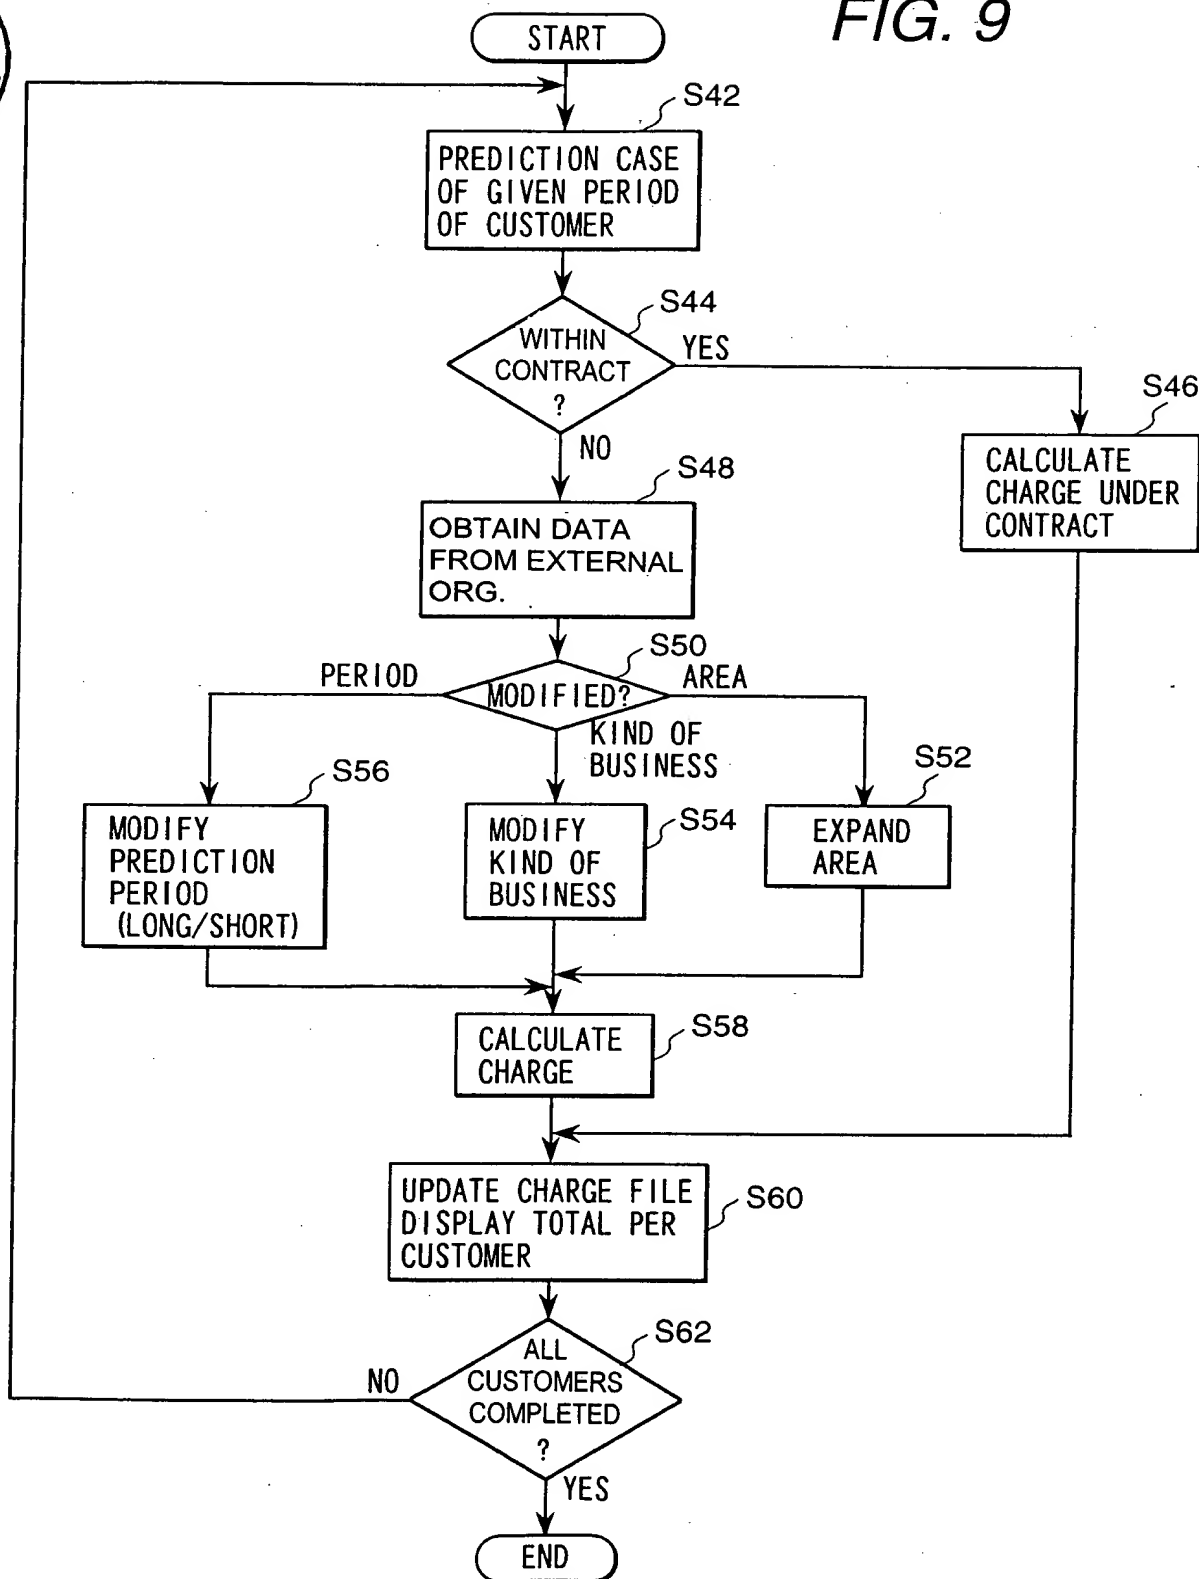 FIG. 9
START
S42
PREDICTION CASE
OF GIVEN PERIOD
OF CUSTOMER
S44
WITHIN
CONTRACT
?
YES
NO
S46
CALCULATE
CHARGE UNDER
CONTRACT
S48
OBTAIN DATA
FROM EXTERNAL
ORG.
S50
MODIFIED?
PERIOD
AREA
KIND OF
BUSINESS
S56
MODIFY
PREDICTION
PERIOD
(LONG/SHORT)
S54
MODIFY
KIND OF
BUSINESS
S52
EXPAND
AREA
S58
CALCULATE
CHARGE
S60
UPDATE CHARGE FILE
DISPLAY TOTAL PER
CUSTOMER
S62
ALL
CUSTOMERS
COMPLETED
?
NO
YES
END